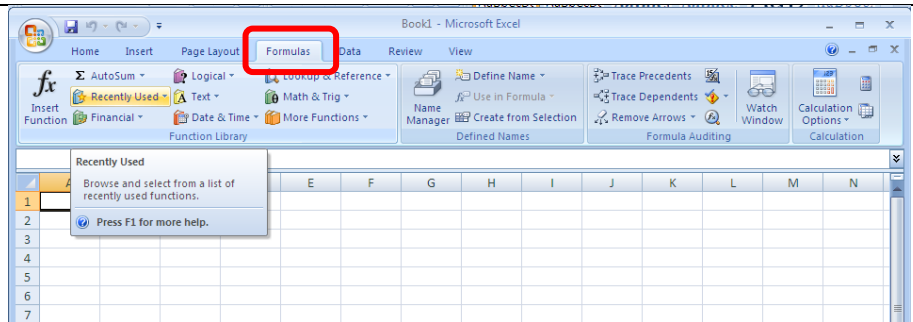 Book1 - Microsoft Excel
Home Insert Page Layout Formulas Data Review View
Σ AutoSum Logical Lookup & Reference Define Name Trace Precedents
fx Recently Used Text Math & Trig Use in Formula Trace Dependents
Insert Function Financial Date & Time More Functions Name Manager Create from Selection Remove Arrows Watch Window Calculation Options
Function Library Defined Names Formula Auditing Calculation
Recently Used
Browse and select from a list of
recently used functions.
Press F1 for more help.
E F G H I J K L M N
1
2
3
4
5
6
7